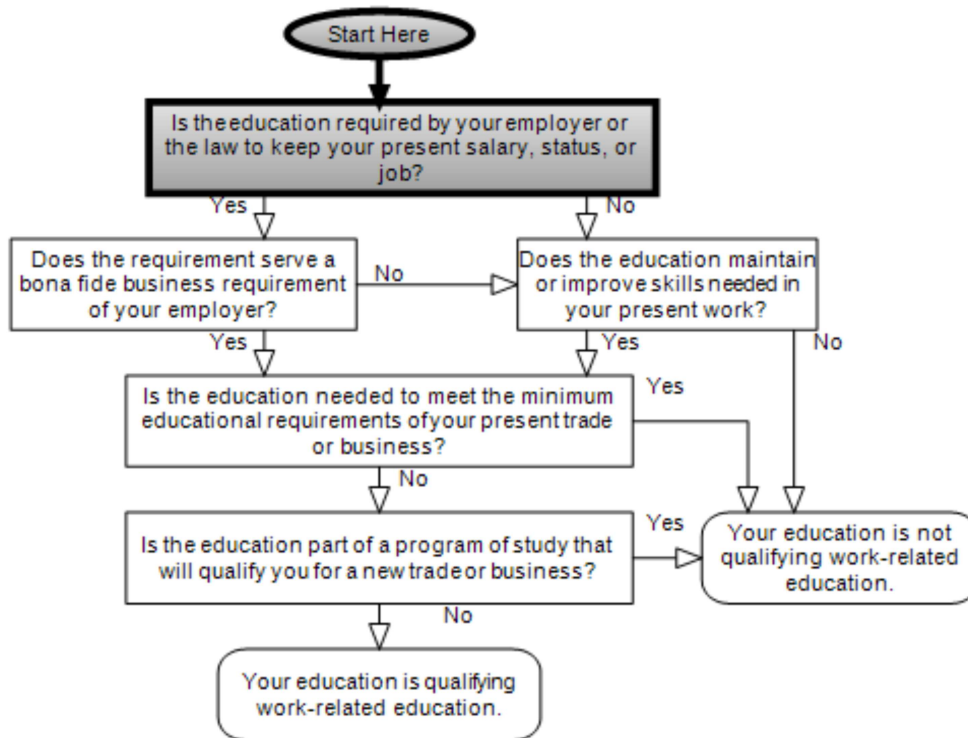 Start Here
Is the education required by your employer or
the law to keep your present salary, status, or
job?
Yes
No
Does the requirement serve a
bona fide business requirement
of your employer?
No
Does the education maintain
or improve skills needed in
your present work?
Yes
Yes
No
Is the education needed to meet the minimum
educational requirements of your present trade
or business?
Yes
No
Is the education part of a program of study that
will qualify you for a new trade or business?
Yes
Your education is not
qualifying work-related
education.
No
Your education is qualifying
work-related education.